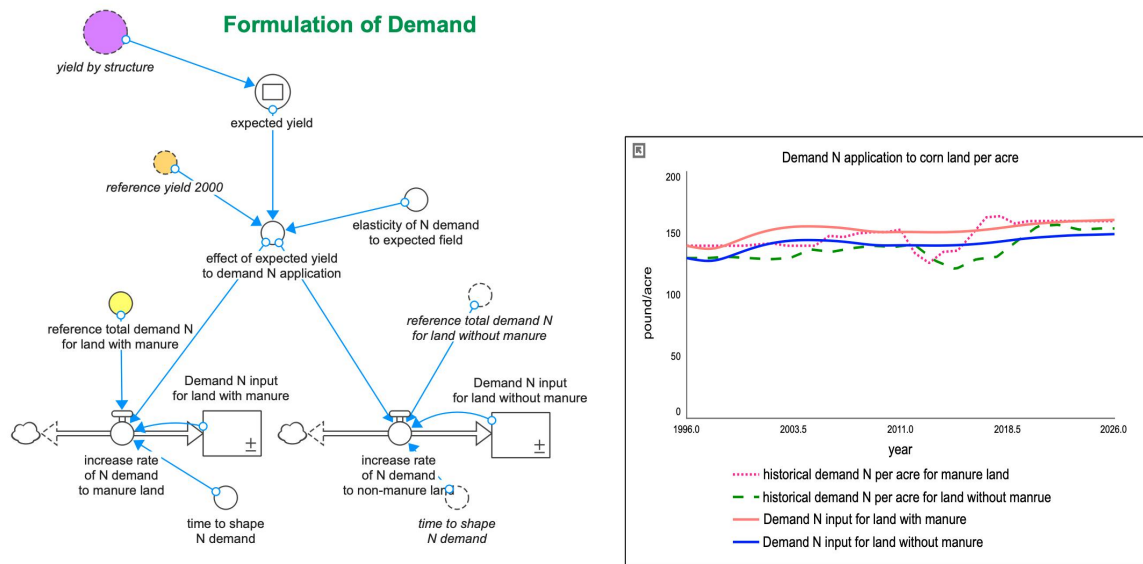 Formulation of Demand
yield by structure
expected yield
reference yield 2000
elasticity of N demand
to expected field
effect of expected yield
to demand N application
reference total demand N
for land with manure
reference total demand N
for land without manure
Demand N input
for land with manure
Demand N input
for land without manure
increase rate
of N demand
to manure land
increase rate
of N demand
to non-manure land
time to shape
N demand
time to shape
N demand
Demand N application to corn land per acre
200
150
100
50
0
pound/acre
1996.0
2003.5
2011.0
2018.5
2026.0
year
historical demand N per acre for manure land
historical demand N per acre for land without manrue
Demand N input for land with manure
Demand N input for land without manure